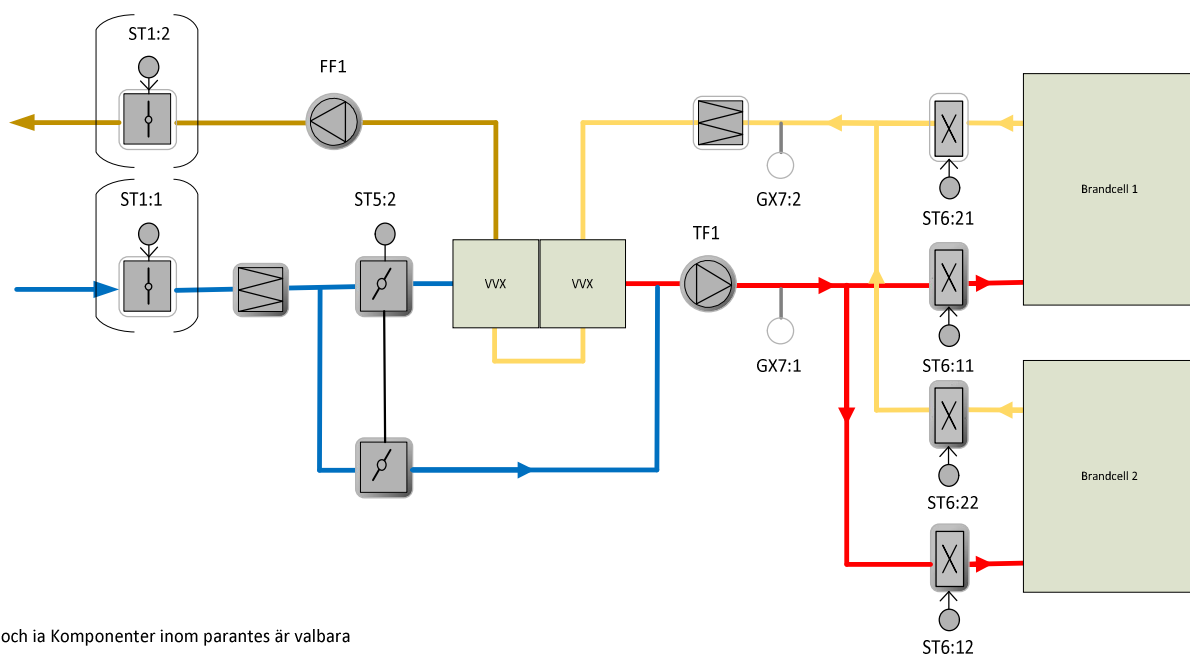 ST1:2
FF1
ST1:1
ST5:2
GX7:2
ST6:21
Brandcell 1
TF1
VVX
VVX
GX7:1
ST6:11
Brandcell 2
ST6:22
och ia Komponenter inom parantes är valbara
ST6:12